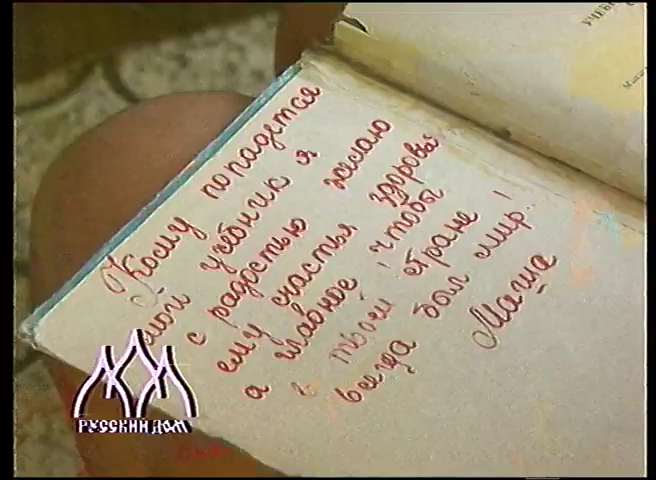 Кому попадется
мой учебник я
с радостью желаю
ему счастья здоровья
а главное, чтобы
в твоей стране
всегда был мир!..
Маша
РУССКИЙ ДОМ